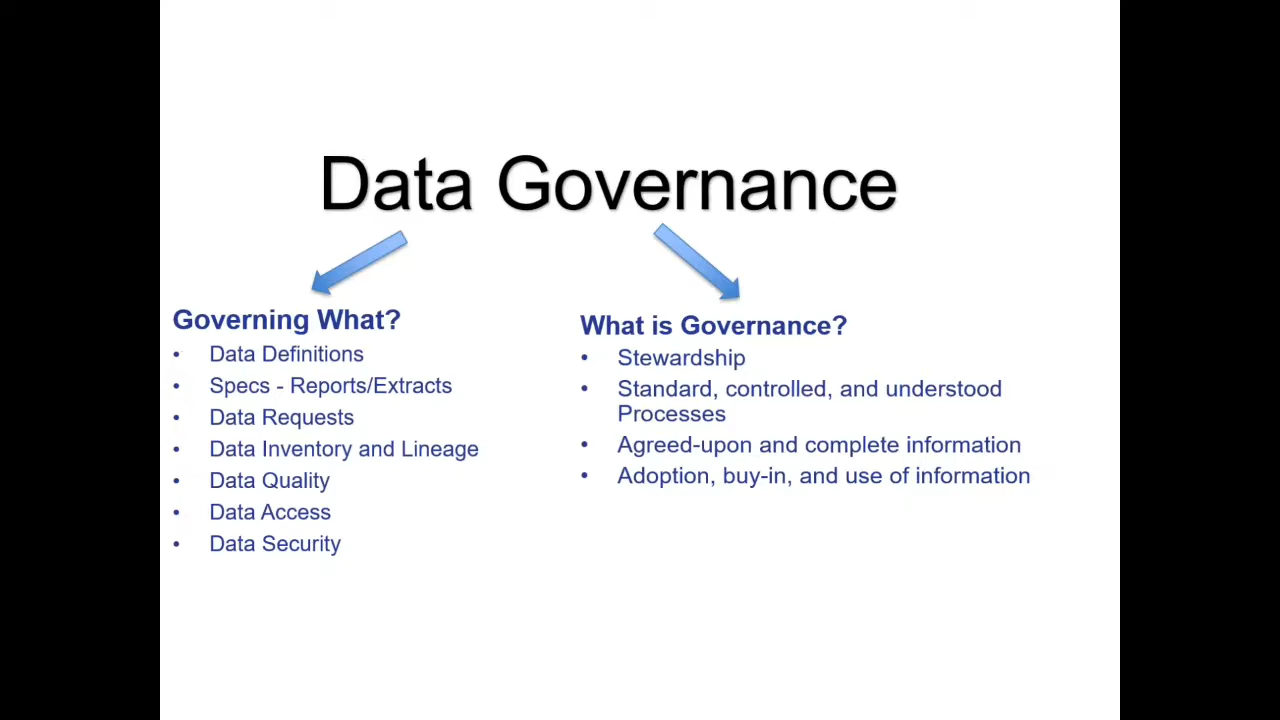 Data Governance
Governing What?
• Data Definitions
• Specs - Reports/Extracts
• Data Requests
• Data Inventory and Lineage
• Data Quality
• Data Access
• Data Security
What is Governance?
• Stewardship
• Standard, controlled, and understood
Processes
• Agreed-upon and complete information
• Adoption, buy-in, and use of information